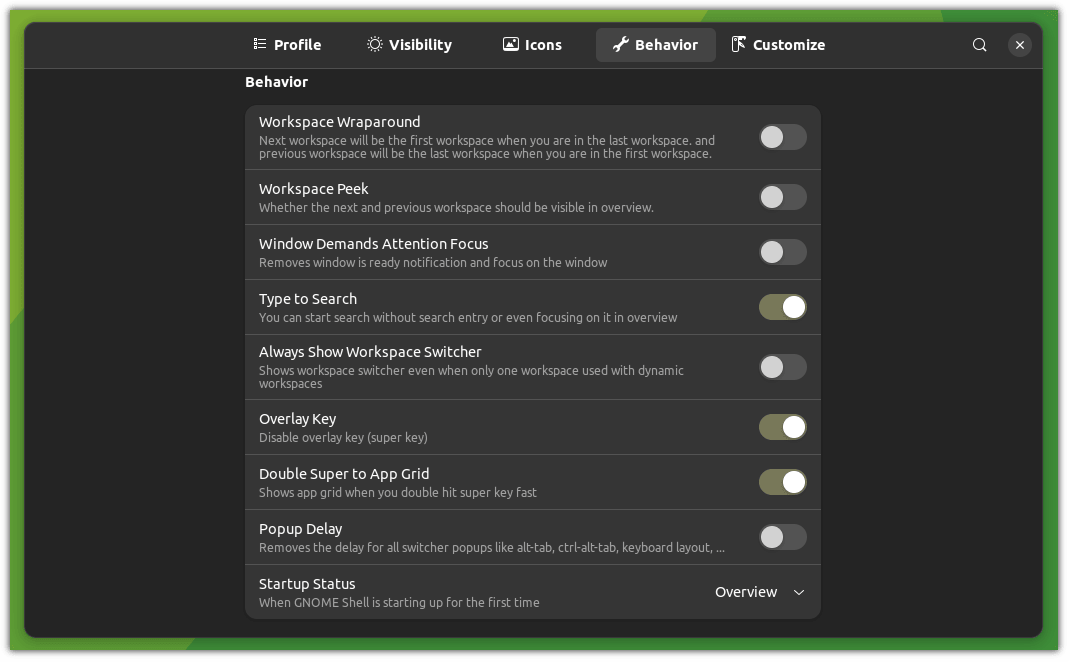 Profile
Visibility
Icons
Behavior
Customize
Behavior
Workspace Wraparound
Next workspace will be the first workspace when you are in the last workspace. and
previous workspace will be the last workspace when you are in the first workspace.
Workspace Peek
Whether the next and previous workspace should be visible in overview.
Window Demands Attention Focus
Removes window is ready notification and focus on the window
Type to Search
You can start search without search entry or even focusing on it in overview
Always Show Workspace Switcher
Shows workspace switcher even when only one workspace used with dynamic
workspaces
Overlay Key
Disable overlay key (super key)
Double Super to App Grid
Shows app grid when you double hit super key fast
Popup Delay
Removes the delay for all switcher popups like alt-tab, ctrl-alt-tab, keyboard layout, ...
Startup Status
When GNOME Shell is starting up for the first time
Overview